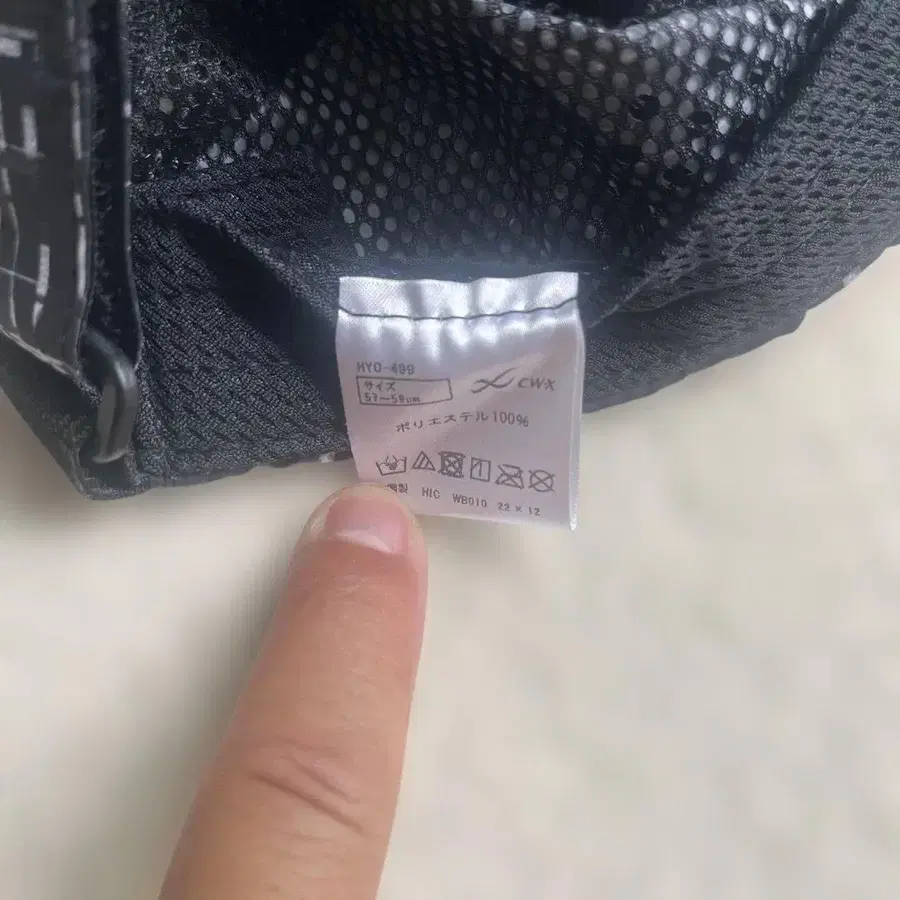 HYO-499
サイズ
57〜59cm
CW-X
ポリエステル100%
製 HIC WB010 22×12